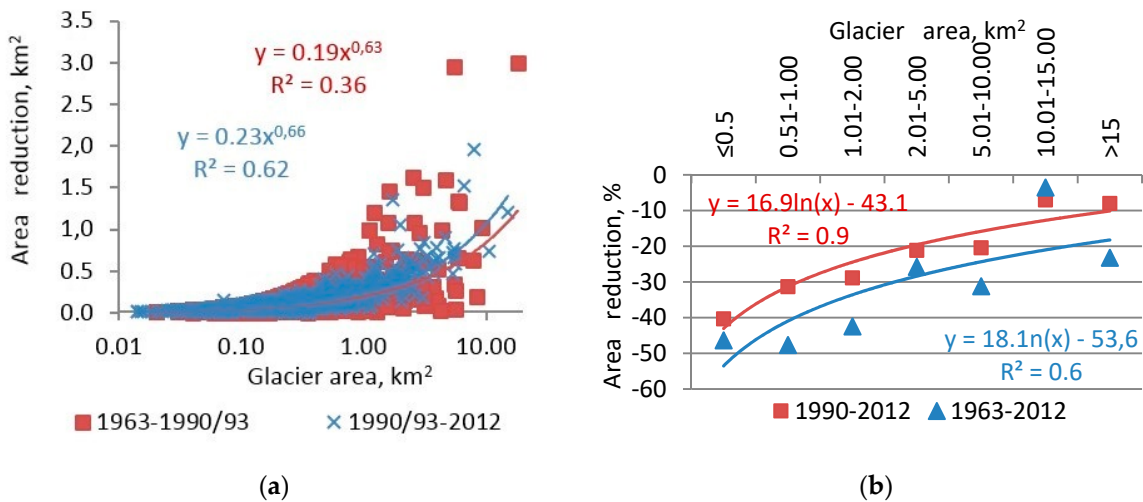 Area reduction, km²
3.5
3.0
2.5
2,0
1.5
1.0
0.5
0.0
y = 0.19x^0,63
R² = 0.36
y = 0.23x^0,66
R² = 0.62
0.01 0.10 1.00 10.00
Glacier area, km²
1963-1990/93 1990/93-2012
(a)
Glacier area, km²
≤0.5 0.51-1.00 1.01-2.00 2.01-5.00 5.01-10.00 10.01-15.00 >15
Area reduction, %
0
-10
-20
-30
-40
-50
-60
y = 16.9ln(x) - 43.1
R² = 0.9
y = 18.1n(x) - 53,6
R² = 0.6
1990-2012 1963-2012
(b)